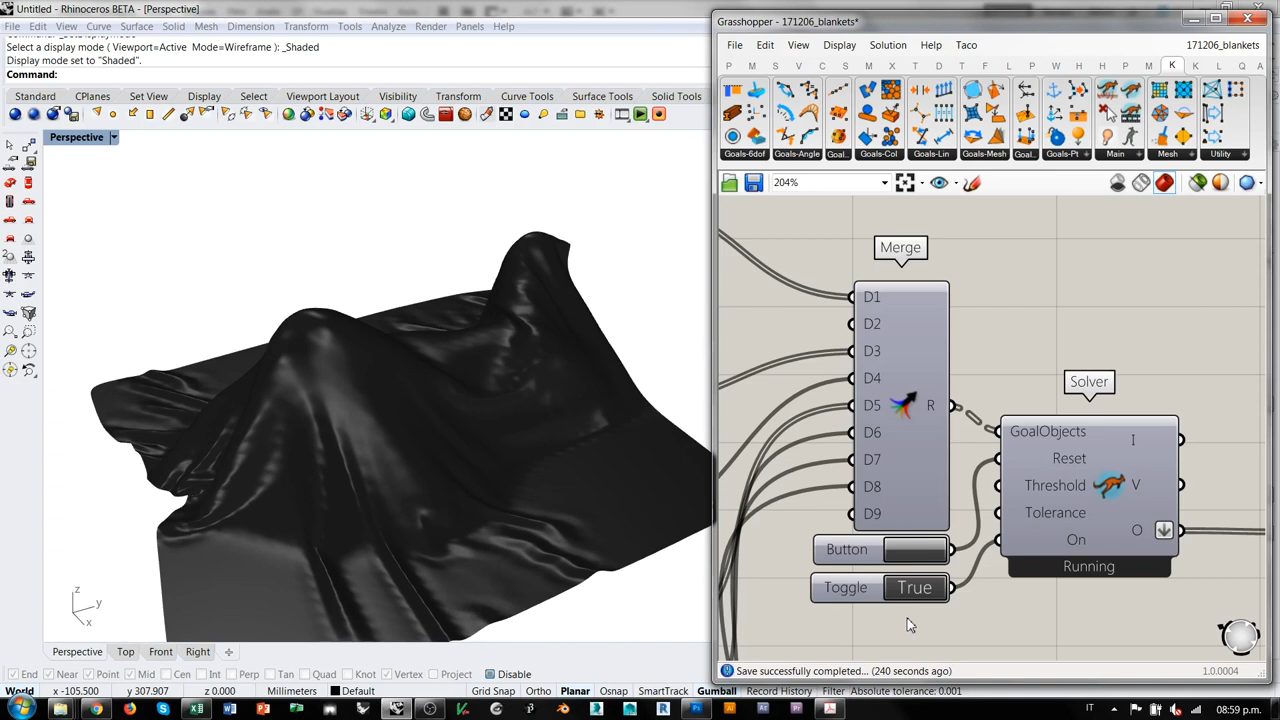 Untitled - Rhinoceros BETA - [Perspective]
File Edit View Curve Surface Solid Mesh Dimension Transform Tools Analyze Render Panels Help
Select a display mode ( Viewport=Active  Mode=Wireframe ): _Shaded
Display mode set to "Shaded".
Command:
Standard CPlanes Set View Display Select Viewport Layout Visibility Transform Curve Tools Surface Tools Solid Tools
Perspective
z
y
x
Perspective Top Front Right
End Near Point Mid Cen Int Perp Tan Quad Knot Vertex Project Disable
World x -105.500 y 307.907 z 0.000 Millimeters Default Grid Snap Ortho Planar Osnap SmartTrack Gumball Record History Filter Absolute tolerance: 0.001
Grasshopper - 171206_blankets*
File Edit View Display Solution Help Taco 171206_blankets
P M S V C S M X T D T F T M K K L L P W P H H S Q A
Goals-6dof Goals-Angle Goal... Goals-Col Goals-Lin Goals-Mesh Goal... Goals-Pt Main Mesh Utility
204%
Merge
D1
D2
D3
D4
D5 R
D6
D7
D8
D9
Button
Toggle True
Solver
GoalObjects I
Reset
Threshold V
Tolerance
On O
Running
Save successfully completed... (240 seconds ago) 1.0.0004
IT 08:59 p.m.